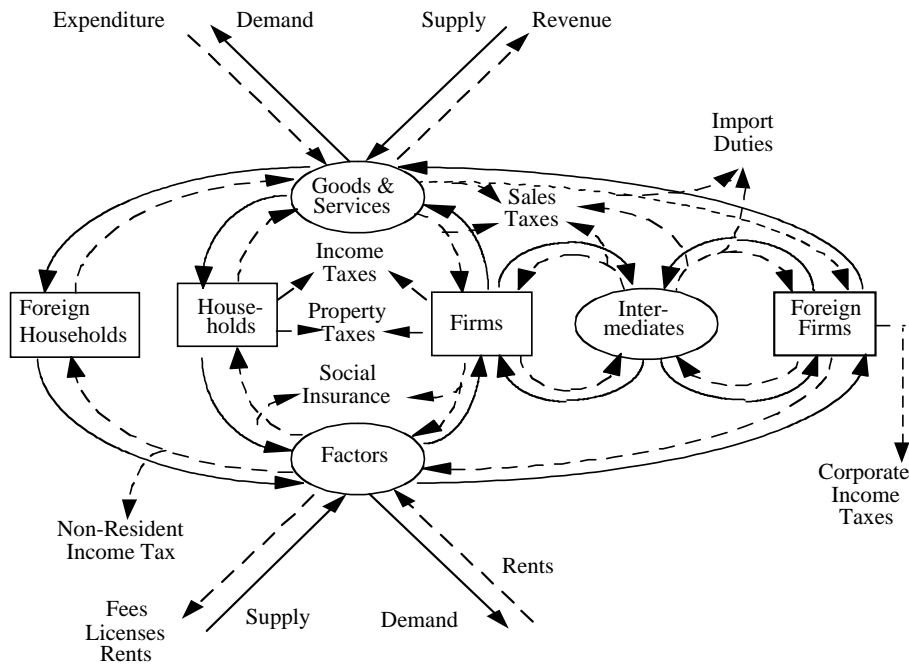 Expenditure
Demand
Supply
Revenue
Import
Duties
Goods &
Services
Sales
Taxes
Income
Taxes
Foreign
Households
House-
holds
Property
Taxes
Firms
Inter-
mediates
Foreign
Firms
Social
Insurance
Factors
Corporate
Income
Taxes
Non-Resident
Income Tax
Rents
Fees
Licenses
Rents
Supply
Demand